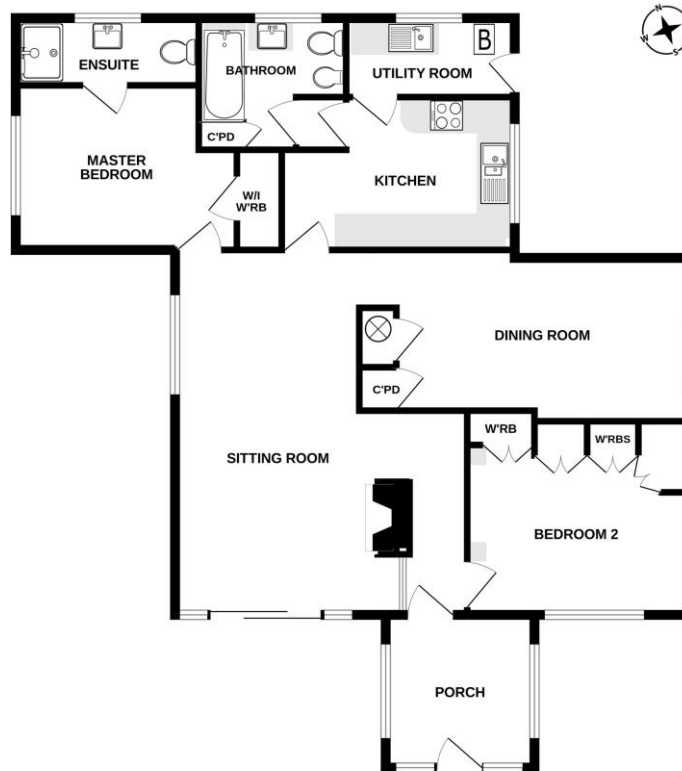 N
W
S
ENSUITE
BATHROOM
B
UTILITY ROOM
C'PD
MASTER
BEDROOM
KITCHEN
W/I
W'RB
DINING ROOM
C'PD
W'RB
W'RBS
SITTING ROOM
BEDROOM 2
PORCH